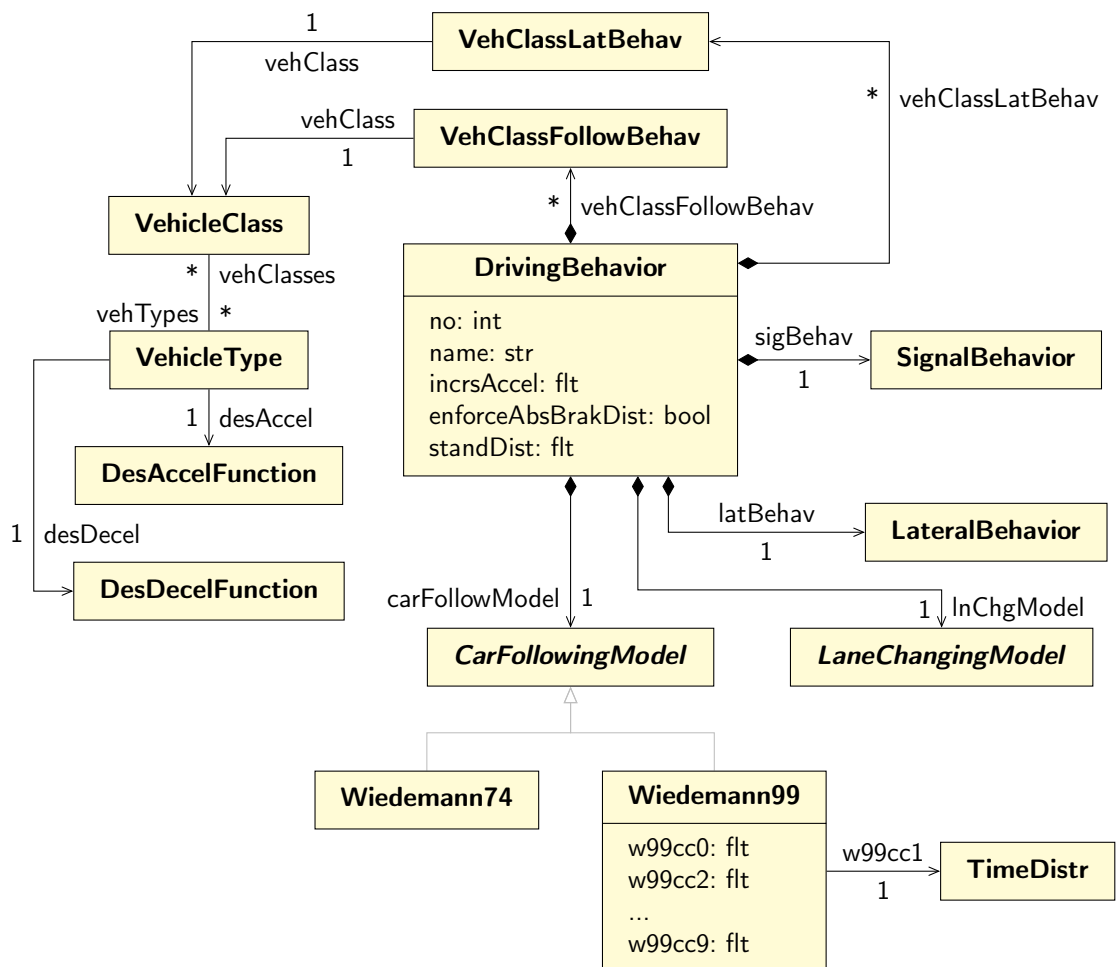 1
VehClassLatBehav
vehClass
* vehClassLatBehav
vehClass
VehClassFollowBehav
1
VehicleClass
* vehClassFollowBehav
* vehClasses
DrivingBehavior
vehTypes *
no: int
name: str
incrsAccel: flt
enforceAbsBrakDist: bool
standDist: flt
sigBehav
1
SignalBehavior
VehicleType
1 desAccel
DesAccelFunction
1 desDecel
DesDecelFunction
latBehav
1
LateralBehavior
carFollowModel 1
1 lnChgModel
CarFollowingModel
LaneChangingModel
Wiedemann74
Wiedemann99
w99cc0: flt
w99cc2: flt
...
w99cc9: flt
w99cc1
1
TimeDistr